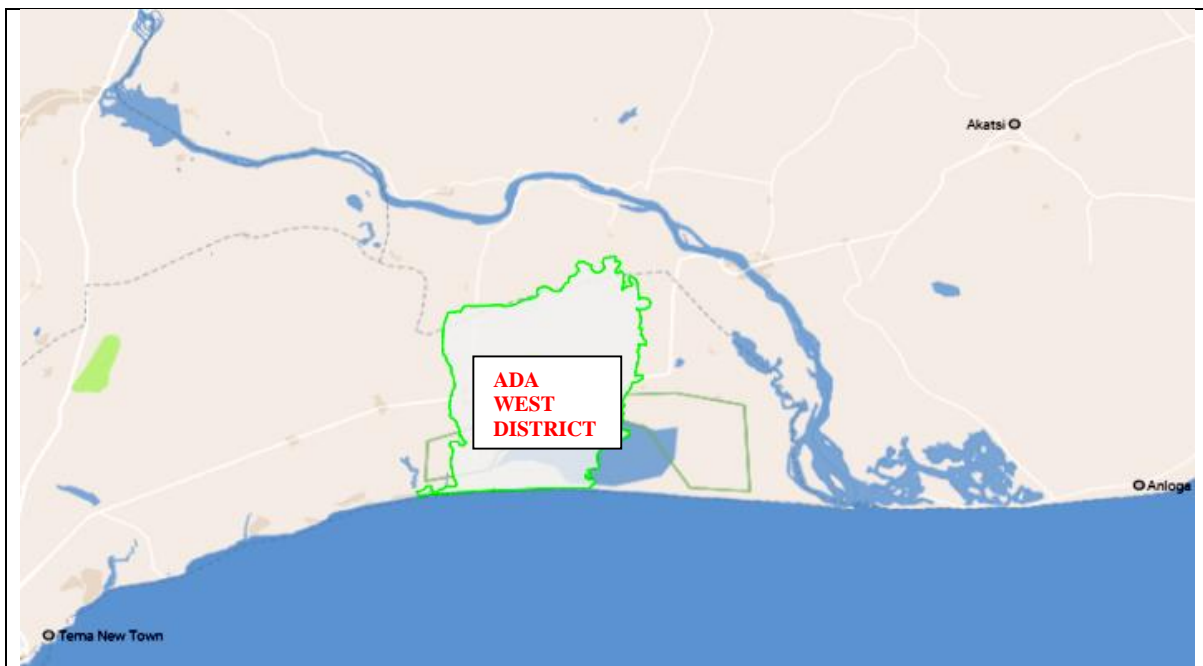 Akatsi
ADA
WEST
DISTRICT
Anloga
Tema New Town